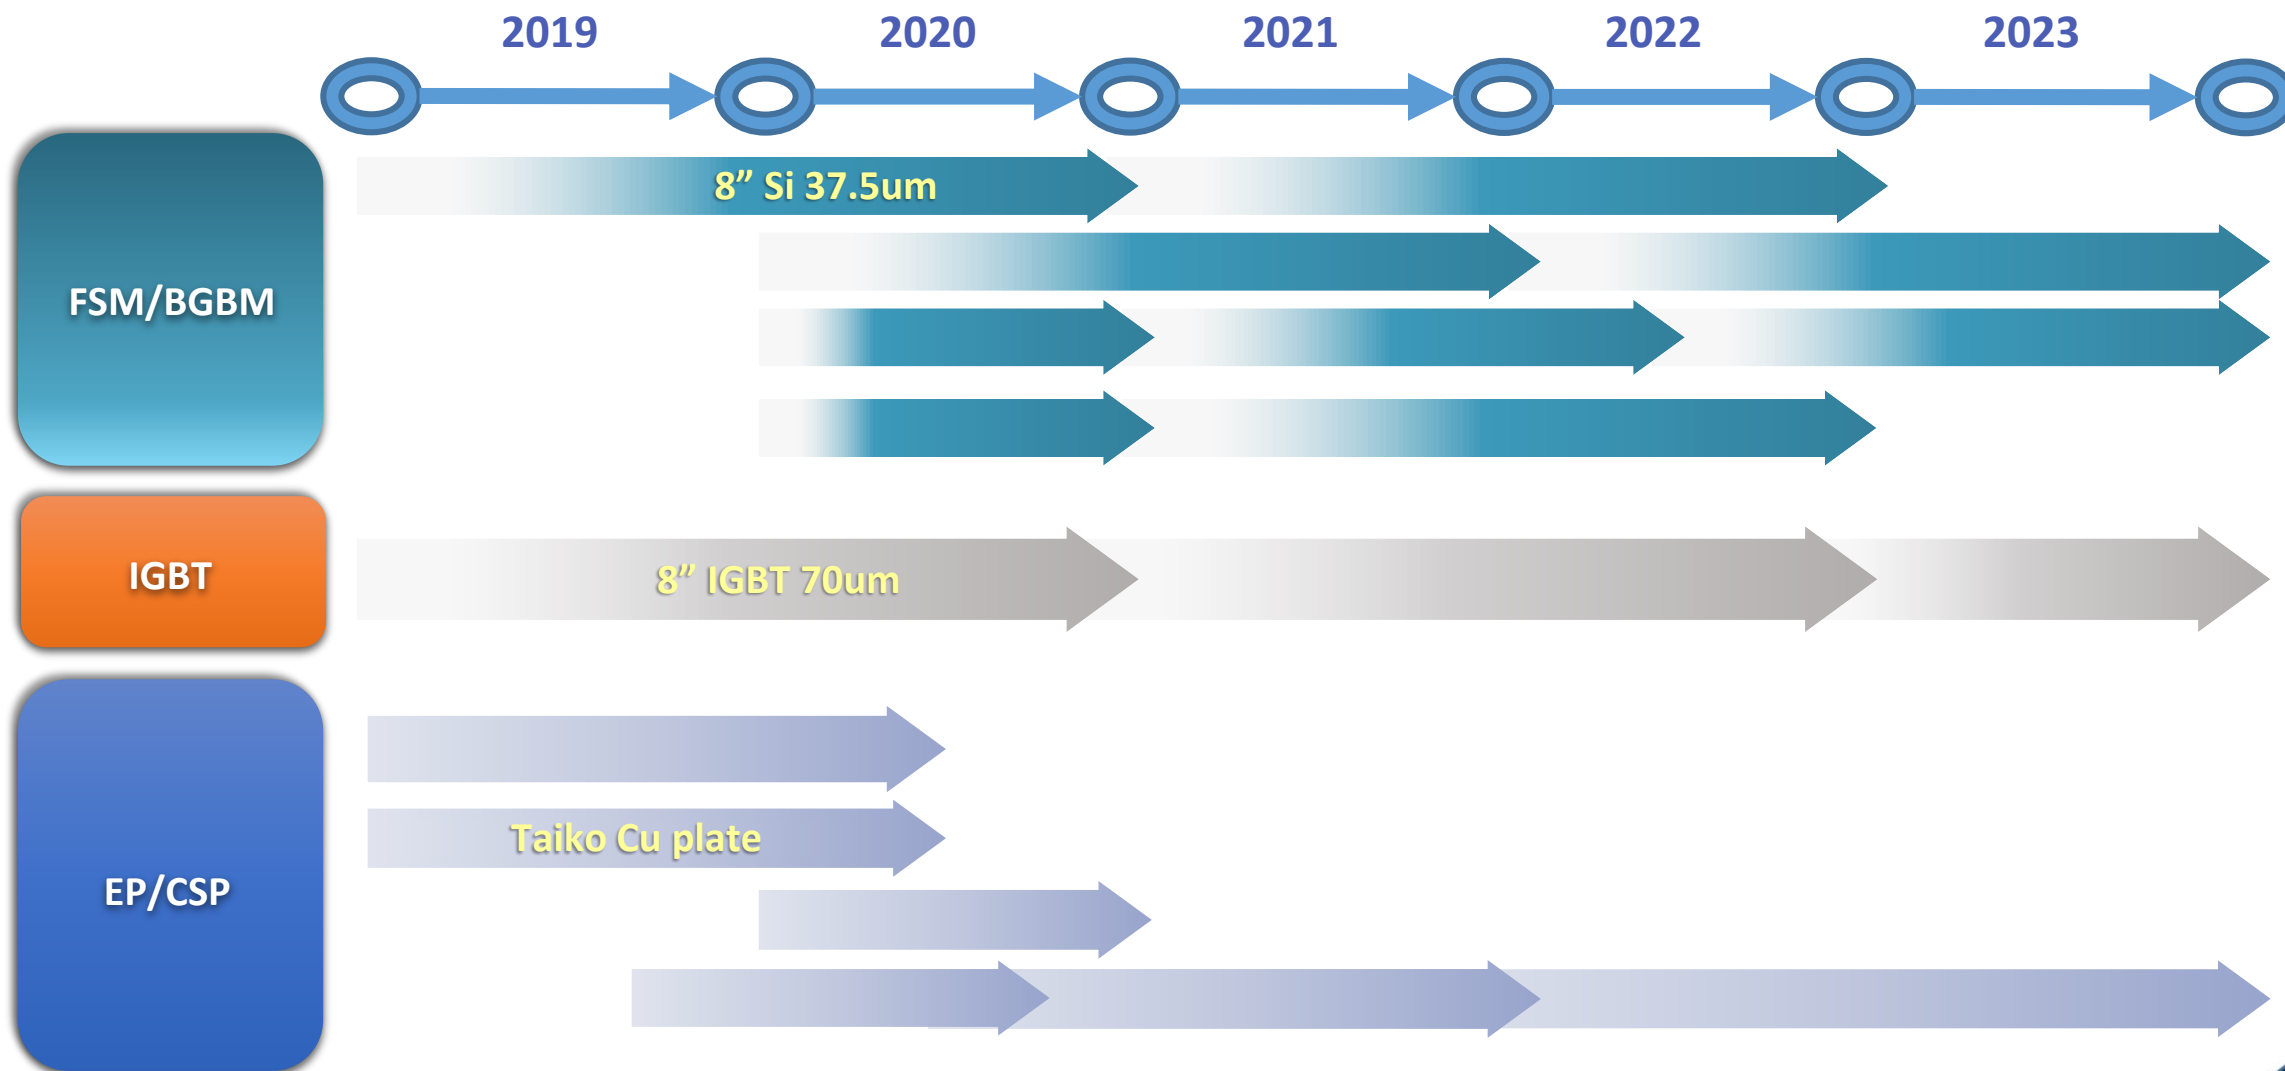 2019 2020 2021 2022 2023
8” Si 37.5um
FSM/BGBM
IGBT
8” IGBT 70um
Taiko Cu plate
EP/CSP